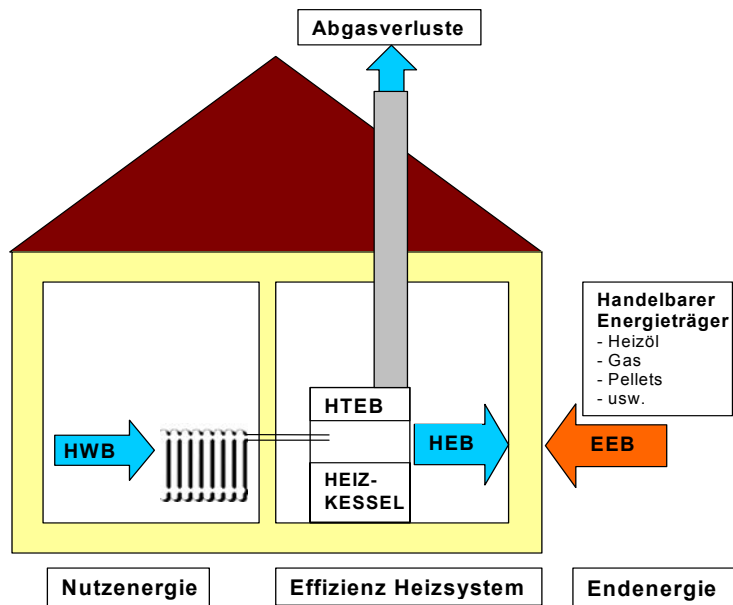 Abgasverluste
Handelbarer
Energieträger
- Heizöl
- Gas
- Pellets
- usw.
HTEB
HWB
HEB
EEB
HEIZ-
KESSEL
Nutzenergie
Effizienz Heizsystem
Endenergie